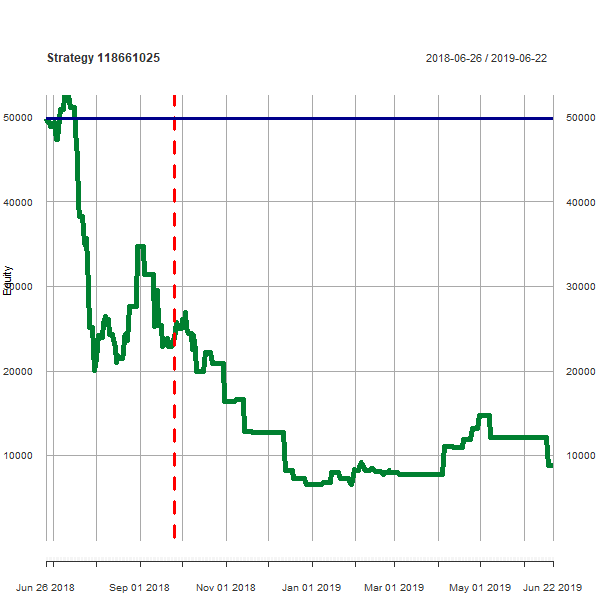 Strategy 118661025
2018-06-26 / 2019-06-22
50000 50000
40000 40000
30000 30000
Equity
20000 20000
10000 10000
Jun 26 2018 Sep 01 2018 Nov 01 2018 Jan 01 2019 Mar 01 2019 May 01 2019 Jun 22 2019